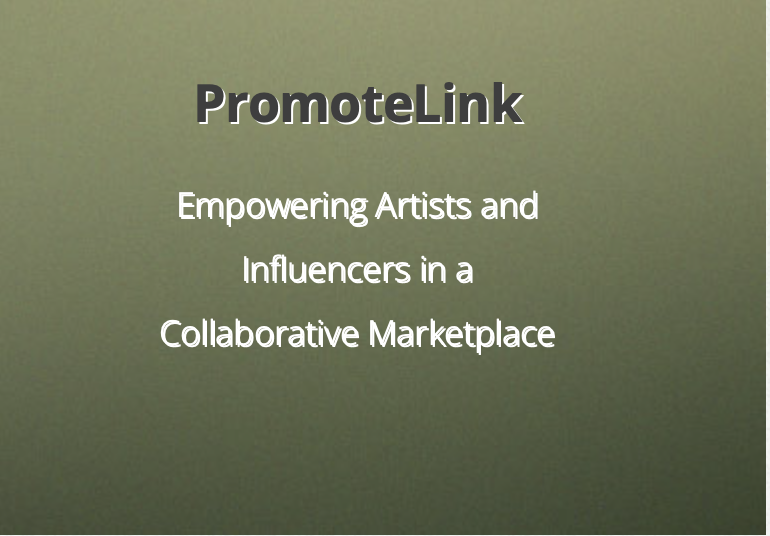 PromoteLink
Empowering Artists and
Influencers in a
Collaborative Marketplace